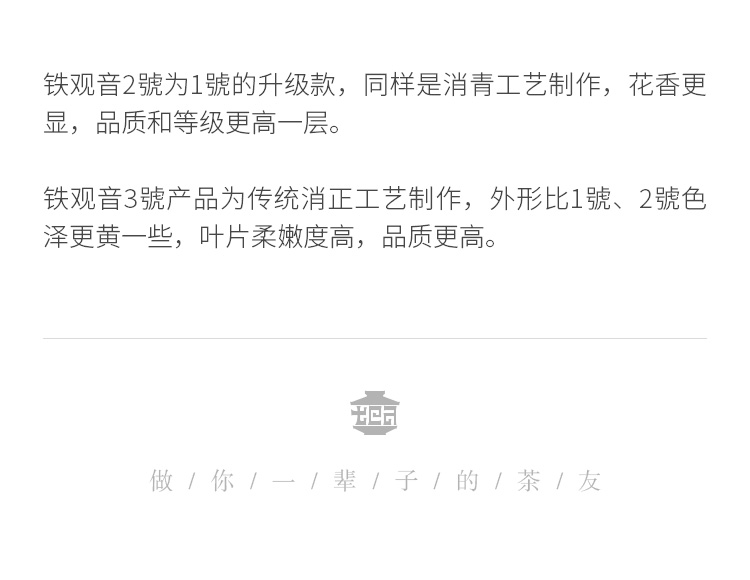 铁观音2號为1號的升级款，同样是消青工艺制作，花香更
显，品质和等级更高一层。
铁观音3號产品为传统消正工艺制作，外形比1號、2號色
泽更黄一些，叶片柔嫩度高，品质更高。
做 / 你 / 一 / 辈 / 子 / 的 / 茶 / 友